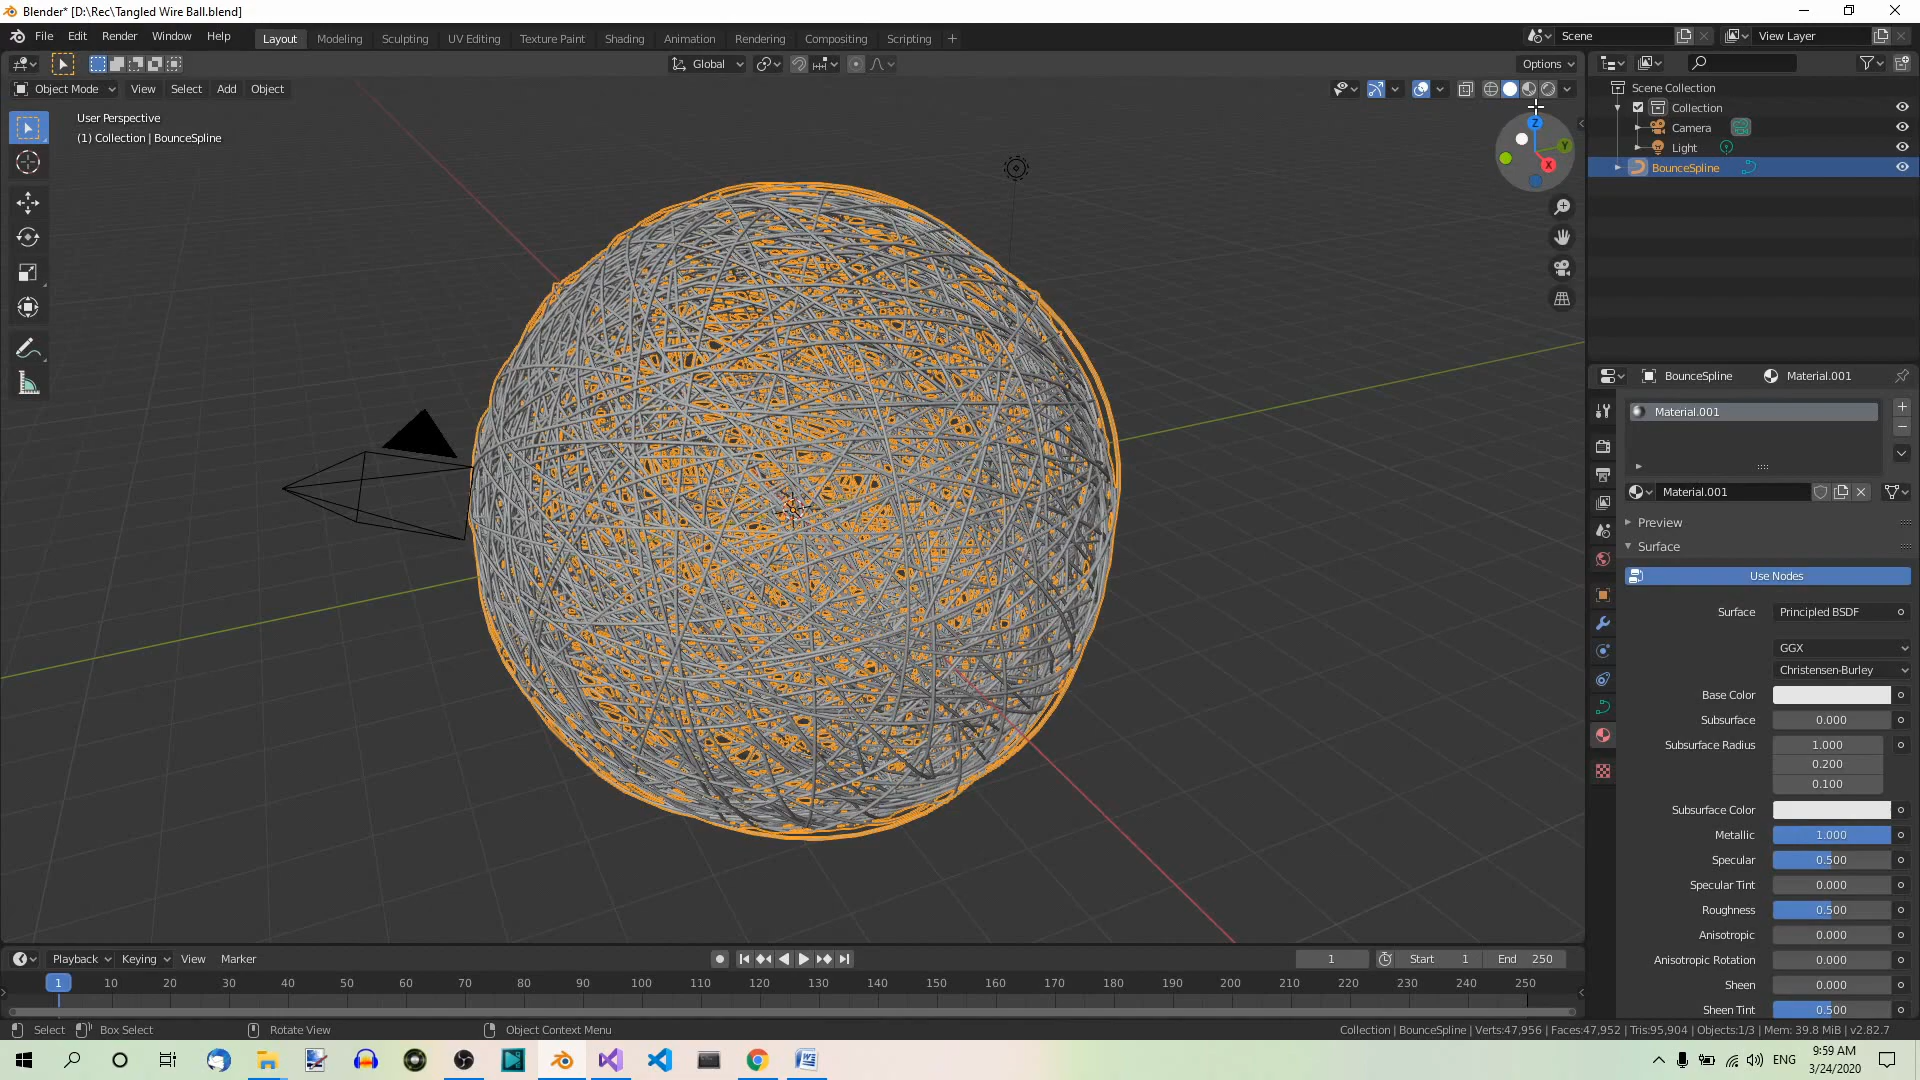 Blender* [D:\Rec\Tangled Wire Ball.blend]
File Edit Render Window Help
Layout Modeling Sculpting UV Editing Texture Paint Shading Animation Rendering Compositing Scripting +
Scene
View Layer
Global
Options
Object Mode View Select Add Object
User Perspective
(1) Collection | BounceSpline
Z
Y
X
Scene Collection
Collection
Camera
Light
BounceSpline
BounceSpline Material.001
Material.001
Material.001
Preview
Surface
Use Nodes
Surface Principled BSDF
GGX
Christensen-Burley
Base Color
Subsurface 0.000
Subsurface Radius 1.000
0.200
0.100
Subsurface Color
Metallic 1.000
Specular 0.500
Specular Tint 0.000
Roughness 0.500
Anisotropic 0.000
Anisotropic Rotation 0.000
Sheen 0.000
Sheen Tint 0.500
Playback Keying View Marker
1 Start 1 End 250
1 10 20 30 40 50 60 70 80 90 100 110 120 130 140 150 160 170 180 190 200 210 220 230 240 250
Select Box Select Rotate View Object Context Menu
Collection | BounceSpline | Verts:47,956 | Faces:47,952 | Tris:95,904 | Objects:1/3 | Mem: 39.8 MiB | v2.82.7
ENG
9:59 AM
3/24/2020